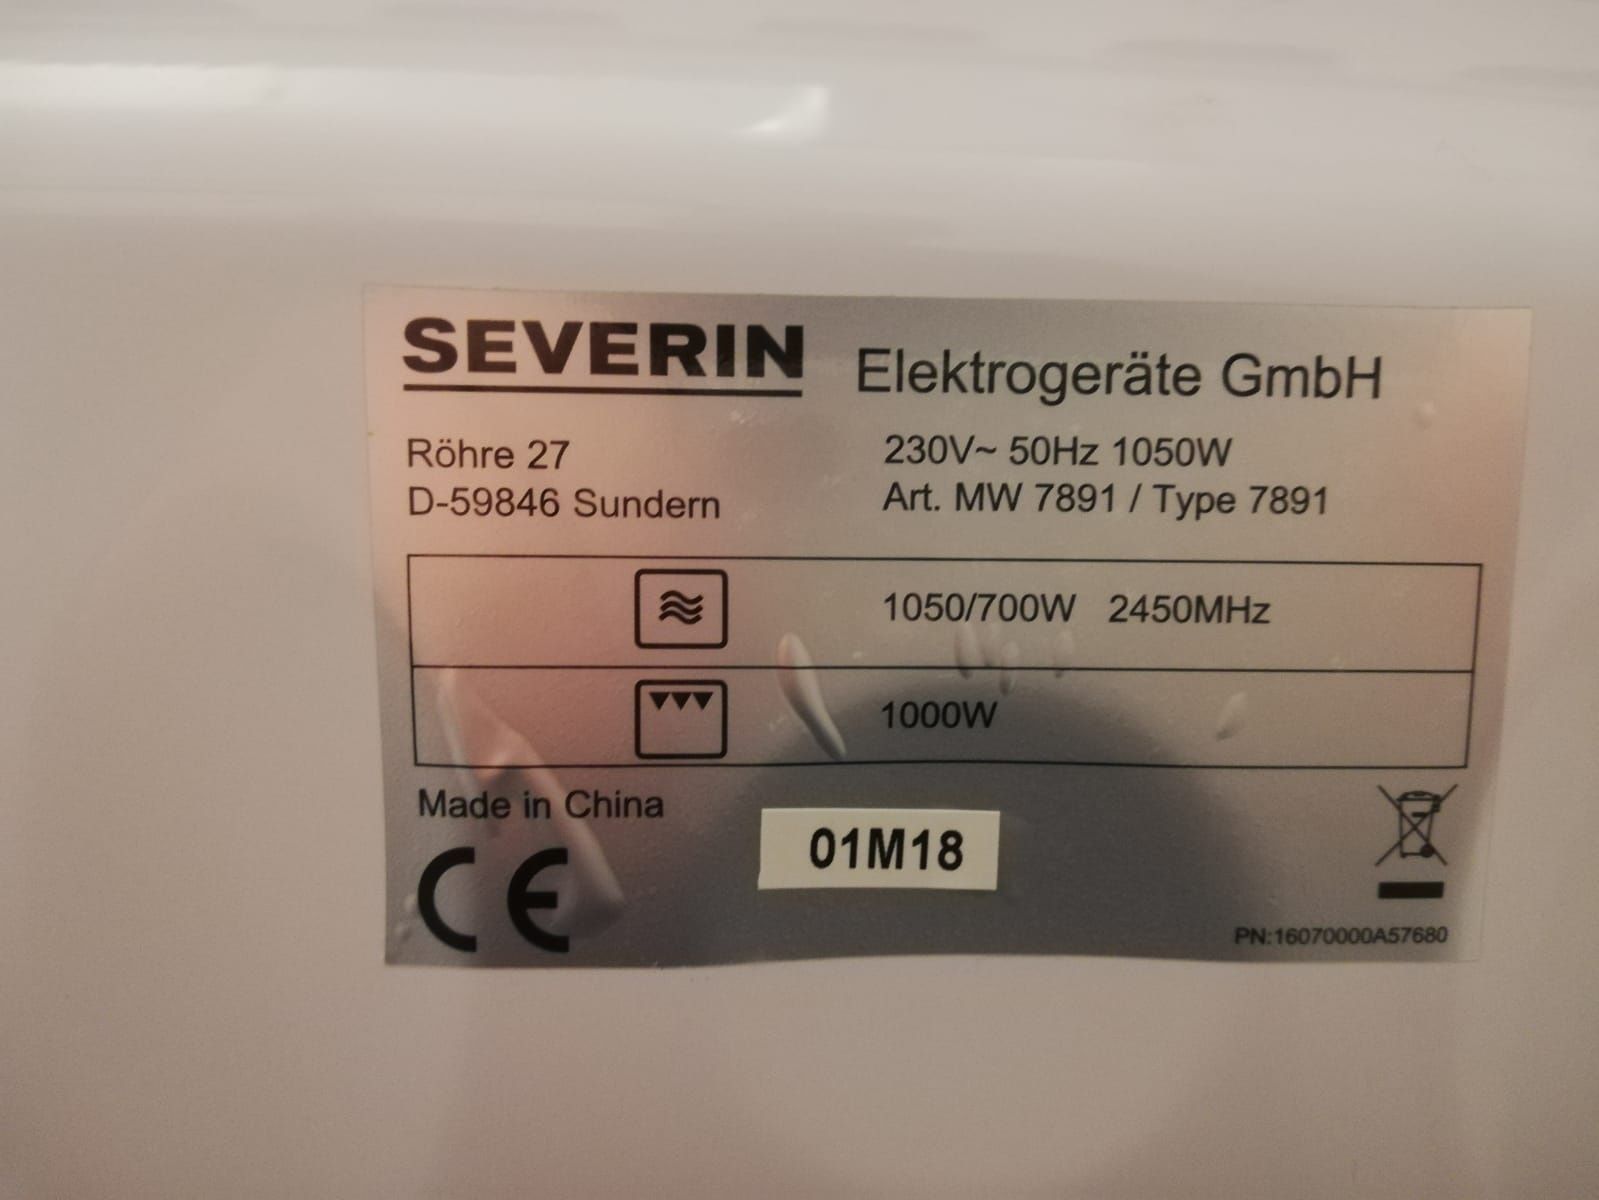 SEVERIN Elektrogeräte GmbH
Röhre 27
D-59846 Sundern
230V~ 50Hz 1050W
Art. MW 7891 / Type 7891
1050/700W 2450MHz
1000W
Made in China
01M18
CE
PN:16070000A57680